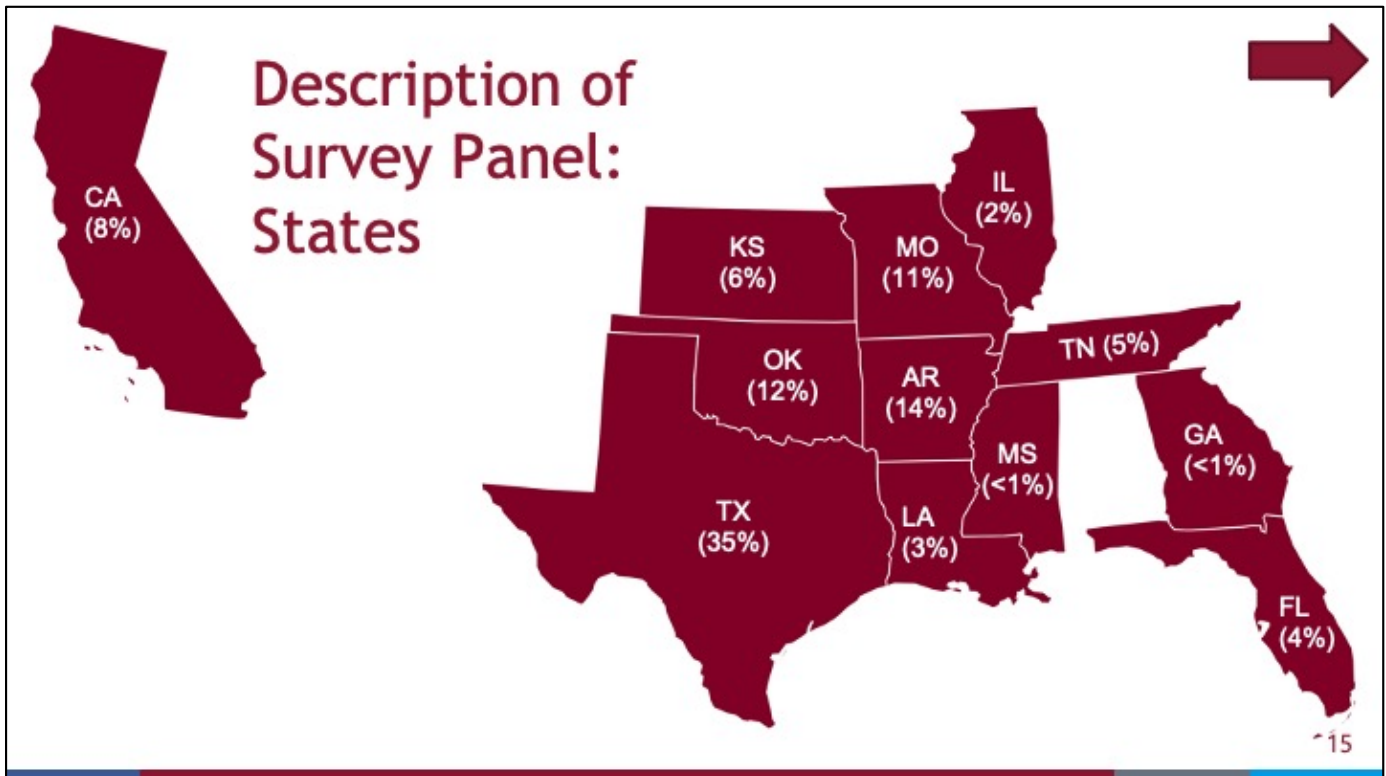 Description of
Survey Panel:
States
CA
(8%)
KS
(6%)
MO
(11%)
IL
(2%)
OK
(12%)
AR
(14%)
TN (5%)
TX
(35%)
LA
(3%)
MS
(<1%)
GA
(<1%)
FL
(4%)
15